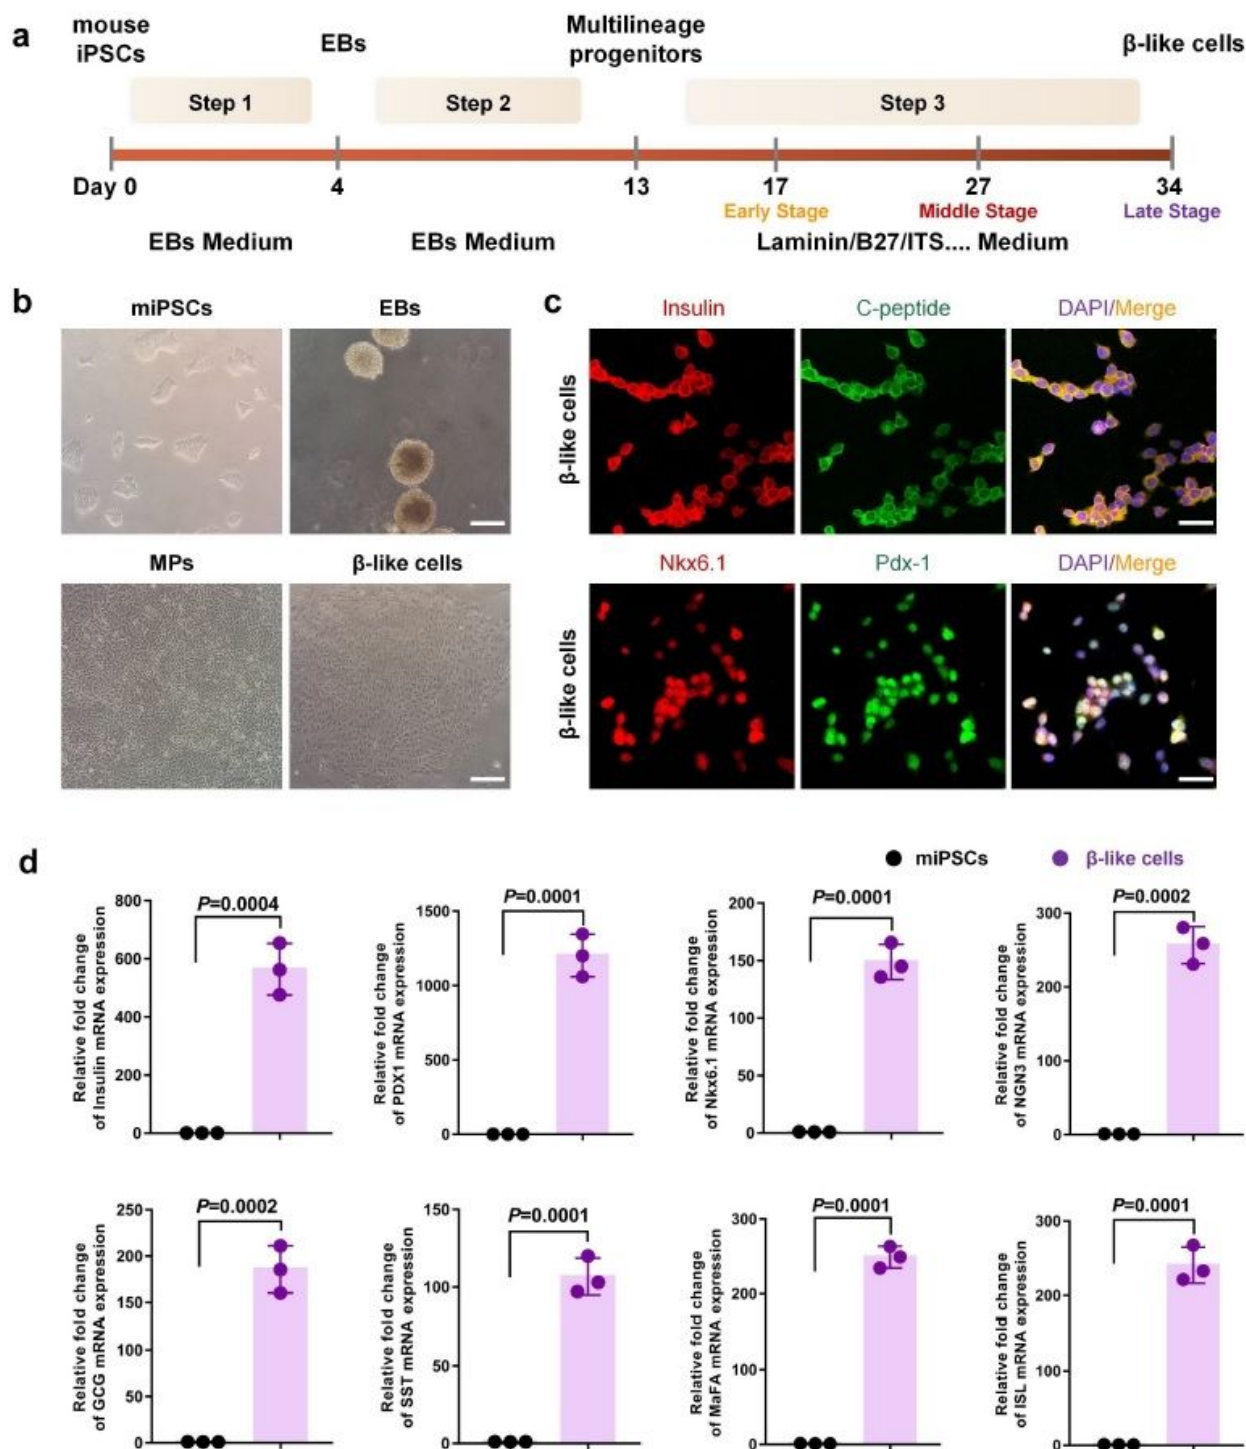 a
mouse
iPSCs
EBs
Multilineage
progenitors
β-like cells
Step 1
Step 2
Step 3
Day 0
4
13
17
27
34
Early Stage
Middle Stage
Late Stage
EBs Medium
EBs Medium
Laminin/B27/ITS.... Medium
b
miPSCs
EBs
MPs
β-like cells
c
Insulin
C-peptide
DAPI/Merge
β-like cells
Nkx6.1
Pdx-1
DAPI/Merge
β-like cells
d
miPSCs
β-like cells
Relative fold change
of Insulin mRNA expression
800
600
400
200
0
P=0.0004
Relative fold change
of PDX1 mRNA expression
1500
1000
500
0
P=0.0001
Relative fold change
of Nkx6.1 mRNA expression
200
150
100
50
0
P=0.0001
Relative fold change
of NGN3 mRNA expression
300
200
100
0
P=0.0002
Relative fold change
of GCG mRNA expression
250
200
150
100
50
0
P=0.0002
Relative fold change
of SST mRNA expression
150
100
50
0
P=0.0001
Relative fold change
of MaFA mRNA expression
300
200
100
0
P=0.0001
Relative fold change
of ISL mRNA expression
300
200
100
0
P=0.0001